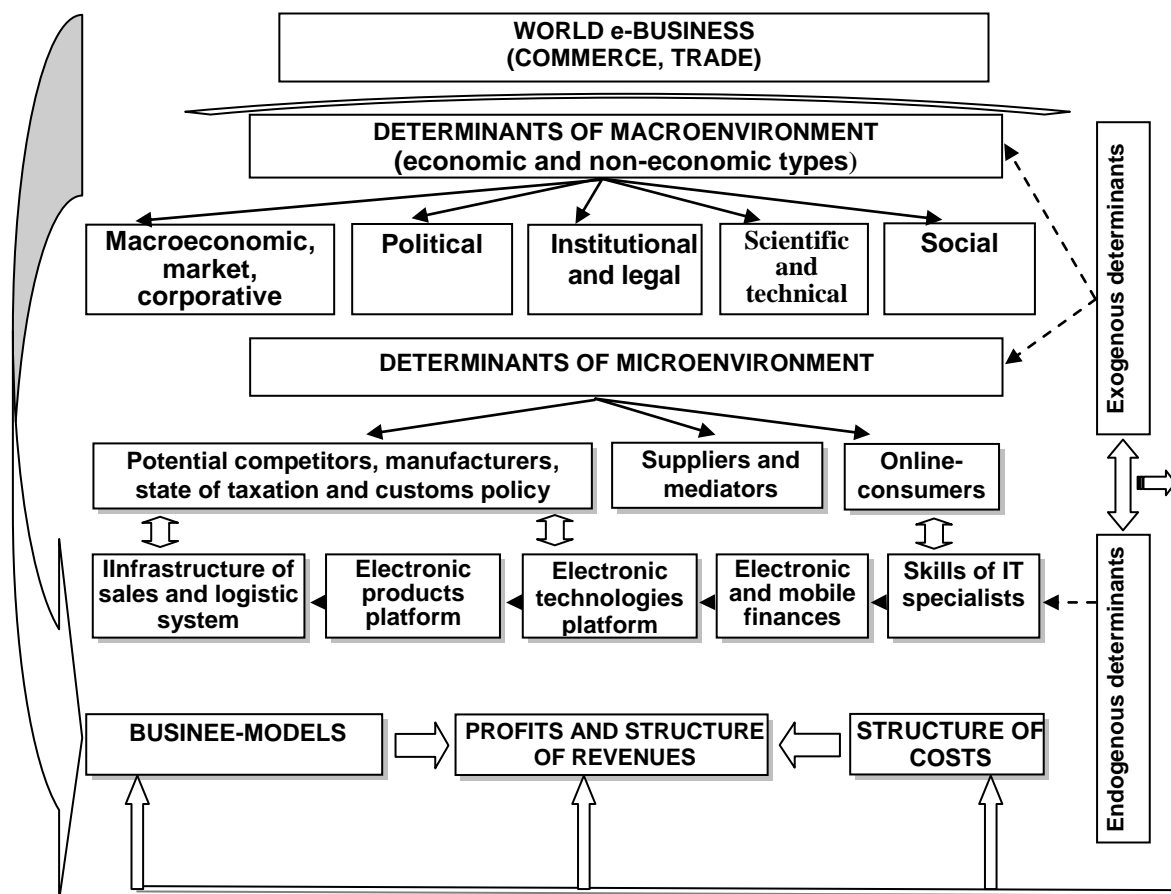 WORLD e-BUSINESS
(COMMERCE, TRADE)
DETERMINANTS OF MACROENVIRONMENT
(economic and non-economic types)
Macroeconomic,
market,
corporative
Political
Institutional
and legal
Scientific
and
technical
Social
Exogenous determinants
DETERMINANTS OF MICROENVIRONMENT
Potential competitors, manufacturers,
state of taxation and customs policy
Suppliers and
mediators
Online-
consumers
IInfrastructure of
sales and logistic
system
Electronic
products
platform
Electronic
technologies
platform
Electronic
and mobile
finances
Skills of IT
specialists
Endogenous determinants
BUSINEE-MODELS
PROFITS AND STRUCTURE
OF REVENUES
STRUCTURE OF
COSTS